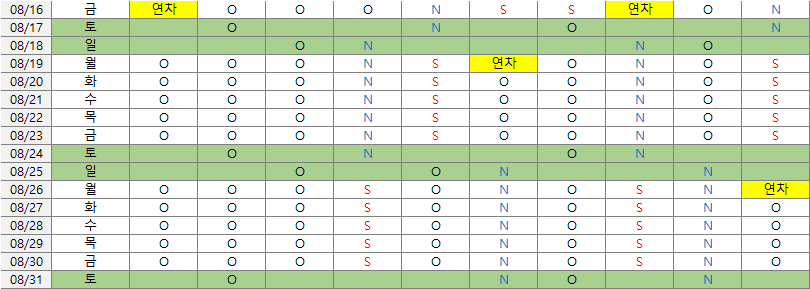 08/16 금 연차 O O O N S S 연차 O N
08/17 토 O N O N
08/18 일 O N N O
08/19 월 O O O N S 연차 O N O S
08/20 화 O O O N S O O N O S
08/21 수 O O O N S O O N O S
08/22 목 O O O N S O O N O S
08/23 금 O O O N S O O N O S
08/24 토 O N O N
08/25 일 O O N N
08/26 월 O O O S O N O S N 연차
08/27 화 O O O S O N O S N O
08/28 수 O O O S O N O S N O
08/29 목 O O O S O N O S N O
08/30 금 O O O S O N O S N O
08/31 토 O N O N